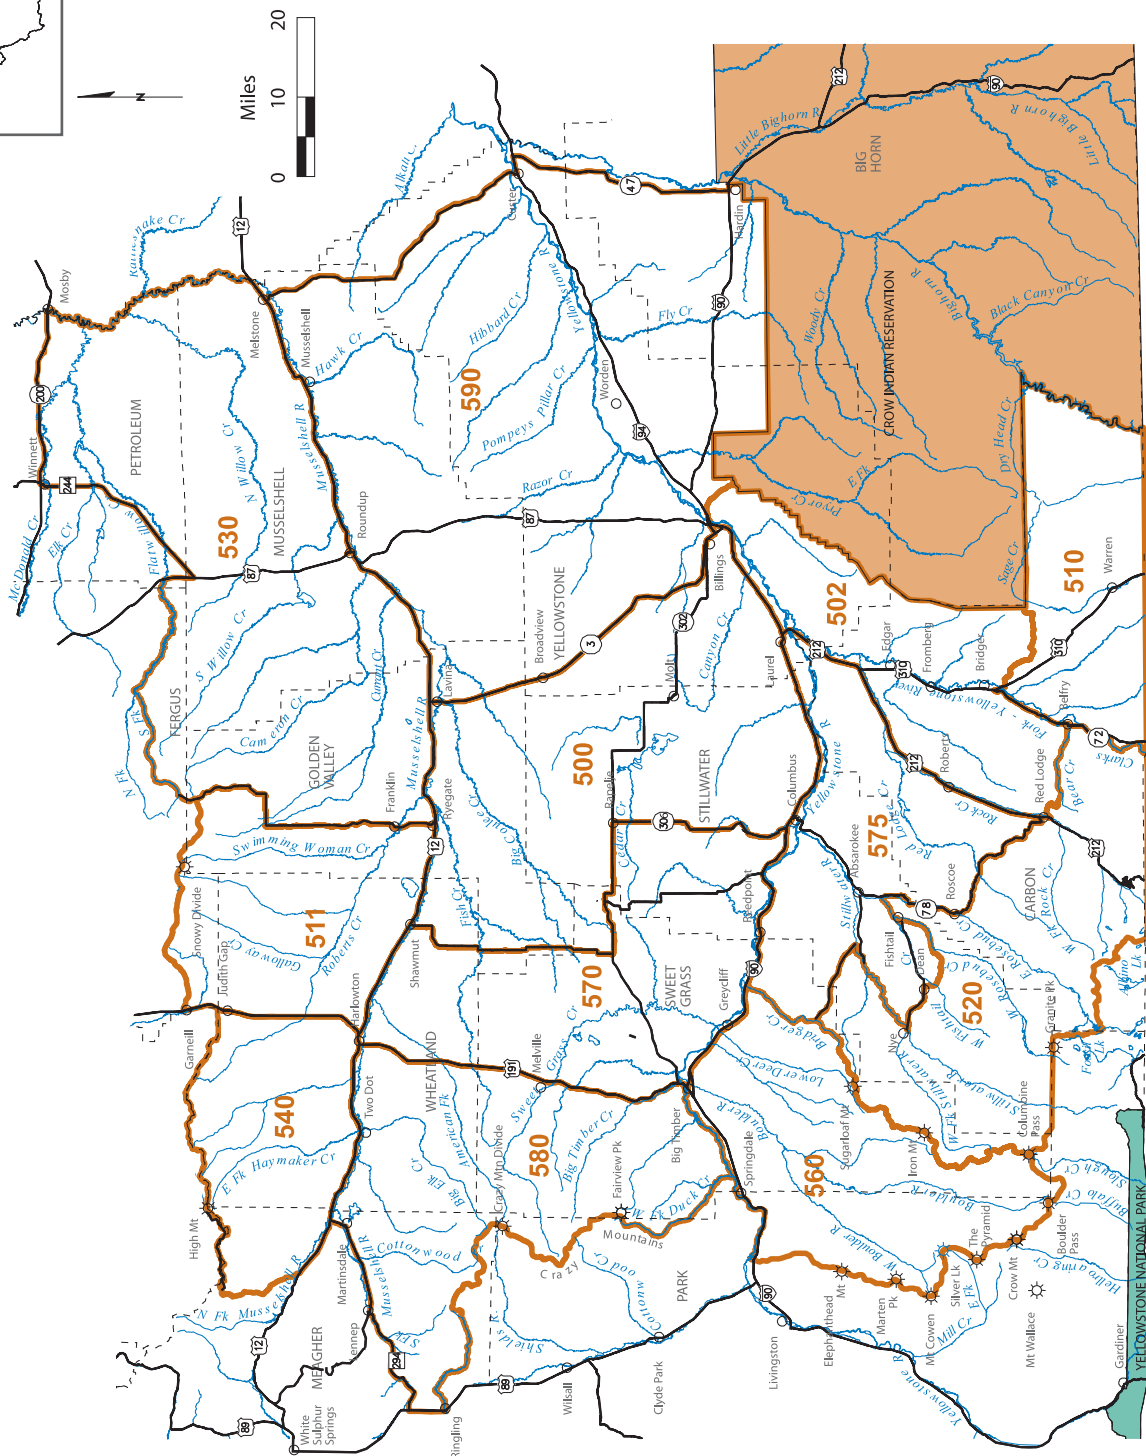 0
10
20
Miles
N
Mosby
Rattlesnake Cr
12
Alkali Cr
200
Winnett
244
Mc Donald Cr
Elk Cr
Flatwillow Cr
PETROLEUM
N Willow Cr
530
MUSSELSHELL
87
Melstone
Musselshell
Musselshell R
Hawk Cr
Roundup
Custer
47
Hardin
Little Bighorn R
212
90
BIG
HORN
Little Bighorn R
Hibbard Cr
590
Yellowstone R
Pompeys Pillar Cr
Worden
Fly Cr
90
94
Razor Cr
87
Woody Cr
CROW INDIAN RESERVATION
Bighorn R
Black Canyon Cr
Dry Head Cr
E Fk
Pryor Cr
Sage Cr
510
Warren
N Fk
S Fk
FERGUS
S Willow Cr
Cameron Cr
GOLDEN
VALLEY
Currant Cr
Lavina
Musselshell R
Broadview
YELLOWSTONE
3
302
Billings
Molt
Canyon Cr
Laurel
212
502
Edgar
310
Fromberg
Bridger
310
Clarks
Fork - Yellowstone River
Belfry
72
Bear Cr
Franklin
Ryegate
12
Swimming Woman Cr
Big Coulee Cr
Fish Cr
500
Rapelje
Cedar Cr
306
STILLWATER
Columbus
Yellowstone R
212
Roberts
Red Lodge
Rock Cr
Red Lodge Cr
575
Absarokee
Stillwater R
Roscoe
78
CARBON
W Fk
Rock Cr
212
Snowy Divide
Judith Gap
511
Galloway Cr
Roberts Cr
Shawmut
Harlowton
570
SWEET
GRASS
Reedpoint
90
Greycliff
Fishtail
Dean
Nye
Fishtail Cr
W Fishtail
520
W Rosebud Cr
E Rosebud Cr
Granite Pk
Albino
Lk
Fossil
Lk
Garneill
540
Two Dot
WHEATLAND
191
Melville
Sweet Grass Cr
Bridger Cr
Lower Deer Cr
Boulder R
Sugarloaf Mt
Iron Mt
W Fk Stillwater R
Stillwater R
Columbine
Pass
High Mt
E Fk Haymaker Cr
American Fk
Big Elk Cr
Crazy Mtn Divide
580
Big Timber Cr
Fairview Pk
Big Timber
Springdale
W Fk Duck Cr
Crazy
Mountains
560
Boulder R
W Boulder R
The
Pyramid
Boulder
Pass
Slough Cr
Buffalo Cr
Hellroaring Cr
N Fk Musselshell R
Martinsdale
Musselshell R
Cottonwood
Lennep
S Fk
12
294
MEAGHER
89
White
Sulphur
Springs
Ringling
89
Shields R
Wilsall
Cottonwood Cr
Clyde Park
PARK
90
Livingston
Elephanthead
Mt
Marten
Pk
Mt Cowen
Silver Lk
E Fk
Mill Cr
Crow Mt
Mt Wallace
Yellowstone R
Gardiner
YELLOWSTONE NATIONAL PARK